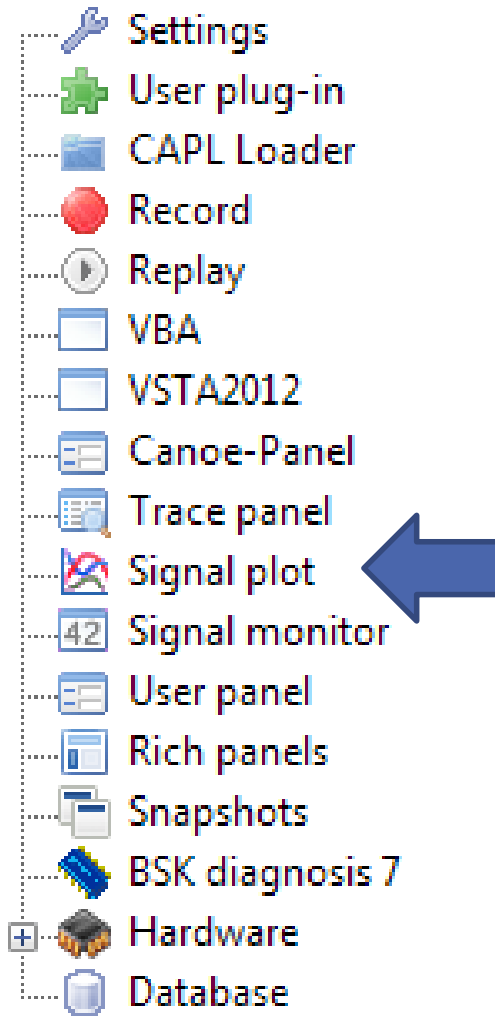 Settings
User plug-in
CAPL Loader
Record
Replay
VBA
VSTA2012
Canoe-Panel
Trace panel
Signal plot
42 Signal monitor
User panel
Rich panels
Snapshots
BSK diagnosis 7
Hardware
Database